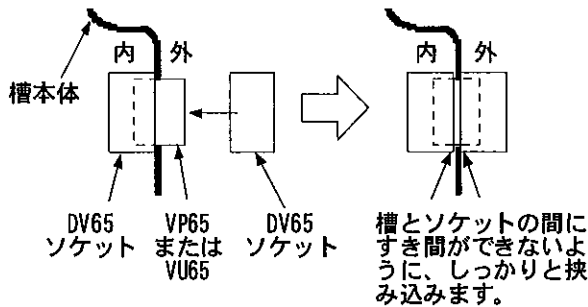 内 外
槽本体
DV65
ソケット
VP65
または
VU65
DV65
ソケット
内 外
槽とソケットの間に
すき間ができないよ
うに、しっかりと挟
み込みます。